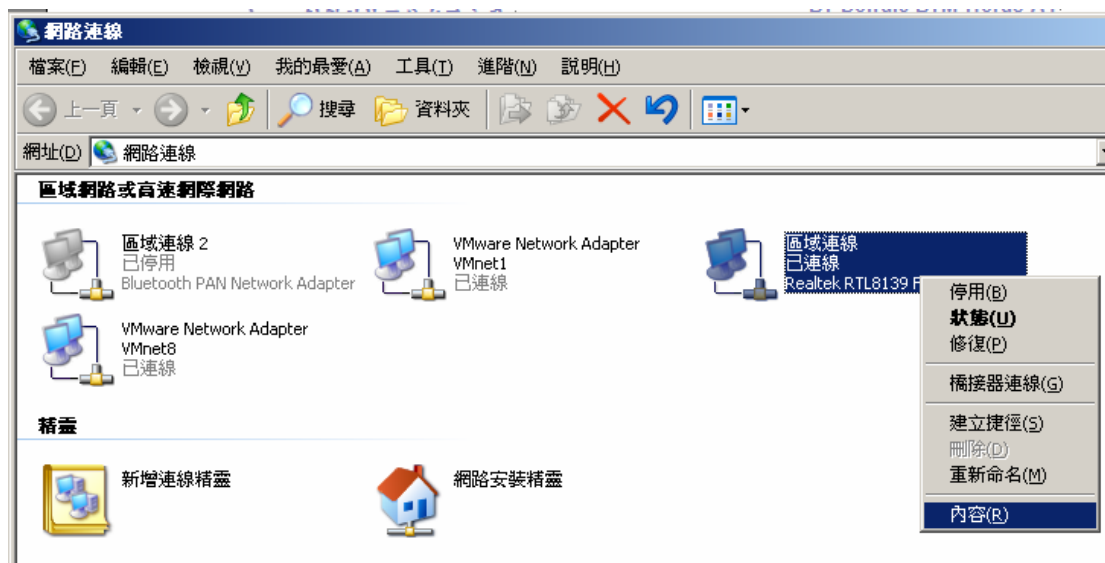 網路連線
檔案(F) 編輯(E) 檢視(V) 我的最愛(A) 工具(T) 進階(N) 說明(H)
上一頁 搜尋 資料夾
網址(D) 網路連線
區域網路或高速網際網路
區域連線 2
已停用
Bluetooth PAN Network Adapter
VMware Network Adapter
VMnet1
已連線
區域連線
已連線
Realtek RTL8139 F
VMware Network Adapter
VMnet8
已連線
停用(B)
狀態(U)
修復(P)
橋接器連線(G)
建立捷徑(S)
刪除(D)
重新命名(M)
內容(R)
精靈
新增連線精靈
網路安裝精靈